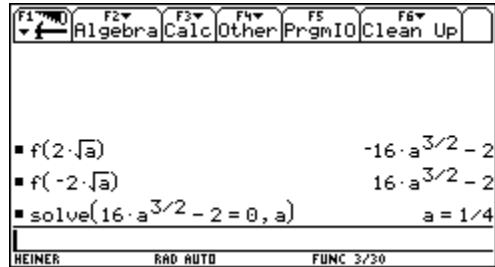 F1 F2 F3 F4 F5 F6
Algebra Calc Other PrgmIO Clean Up
f(2·√a) -16·a^3/2 - 2
f(-2·√a) 16·a^3/2 - 2
solve(16·a^3/2 - 2 = 0, a) a = 1/4
HEINER RAD AUTO FUNC 3/30